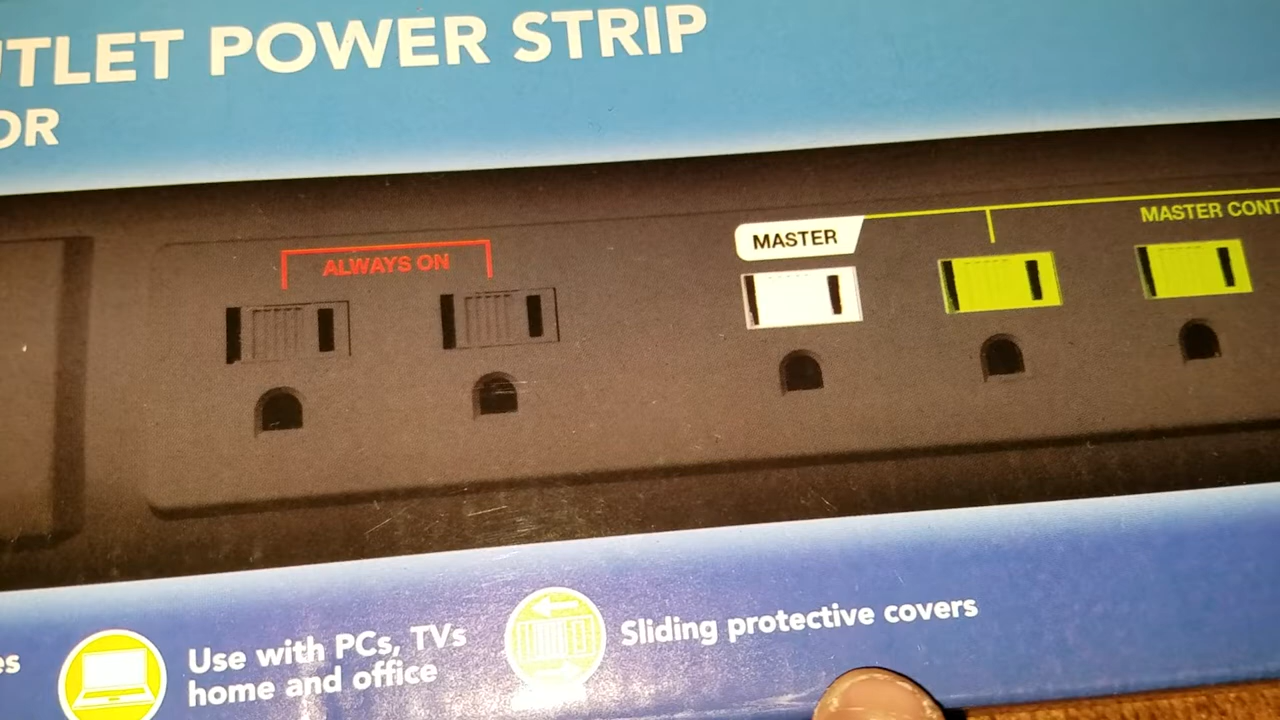 UTLET POWER STRIP
OR
ALWAYS ON
MASTER
MASTER CONT
es
Use with PCs, TVs
home and office
Sliding protective covers